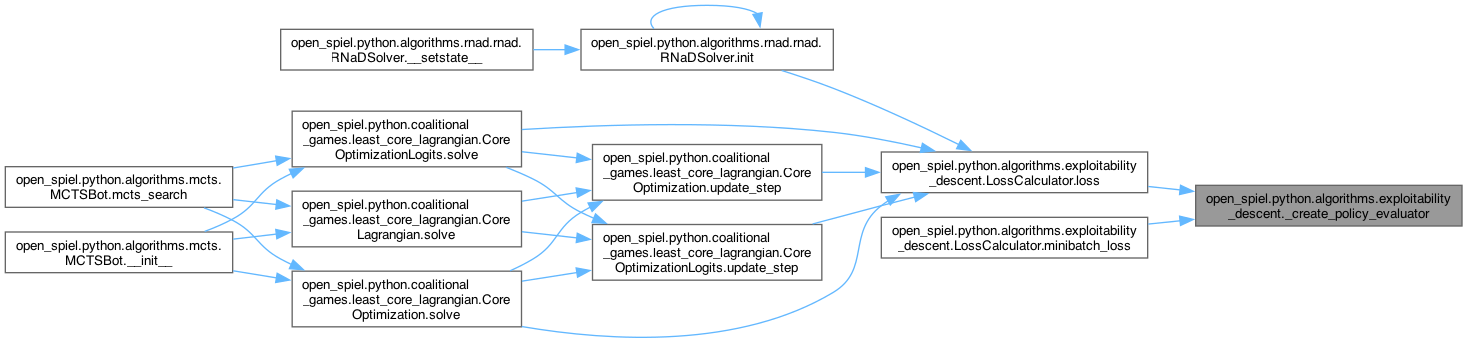 open_spiel.python.algorithms.rnad.rnad.
RNaDSolver.__setstate__
open_spiel.python.algorithms.rnad.rnad.
RNaDSolver.init
open_spiel.python.coalitional
_games.least_core_lagrangian.Core
OptimizationLogits.solve
open_spiel.python.algorithms.mcts.
MCTSBot.mcts_search
open_spiel.python.coalitional
_games.least_core_lagrangian.Core
Lagrangian.solve
open_spiel.python.algorithms.mcts.
MCTSBot.__init__
open_spiel.python.coalitional
_games.least_core_lagrangian.Core
Optimization.solve
open_spiel.python.coalitional
_games.least_core_lagrangian.Core
Optimization.update_step
open_spiel.python.coalitional
_games.least_core_lagrangian.Core
OptimizationLogits.update_step
open_spiel.python.algorithms.exploitability
_descent.LossCalculator.loss
open_spiel.python.algorithms.exploitability
_descent.LossCalculator.minibatch_loss
open_spiel.python.algorithms.exploitability
_descent._create_policy_evaluator